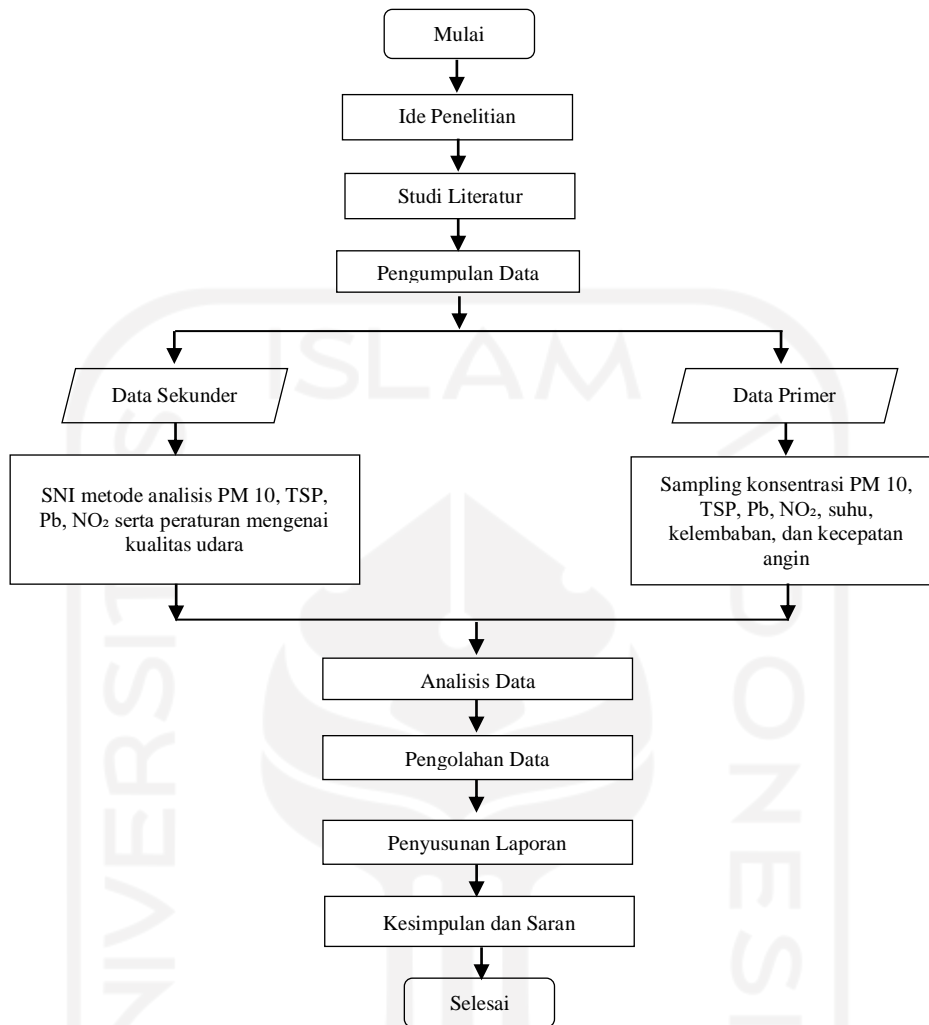 Mulai
Ide Penelitian
Studi Literatur
Pengumpulan Data
Data Sekunder
Data Primer
SNI metode analisis PM 10, TSP,
Pb, NO₂ serta peraturan mengenai
kualitas udara
Sampling konsentrasi PM 10,
TSP, Pb, NO₂, suhu,
kelembaban, dan kecepatan
angin
Analisis Data
Pengolahan Data
Penyusunan Laporan
Kesimpulan dan Saran
Selesai
ISLAM